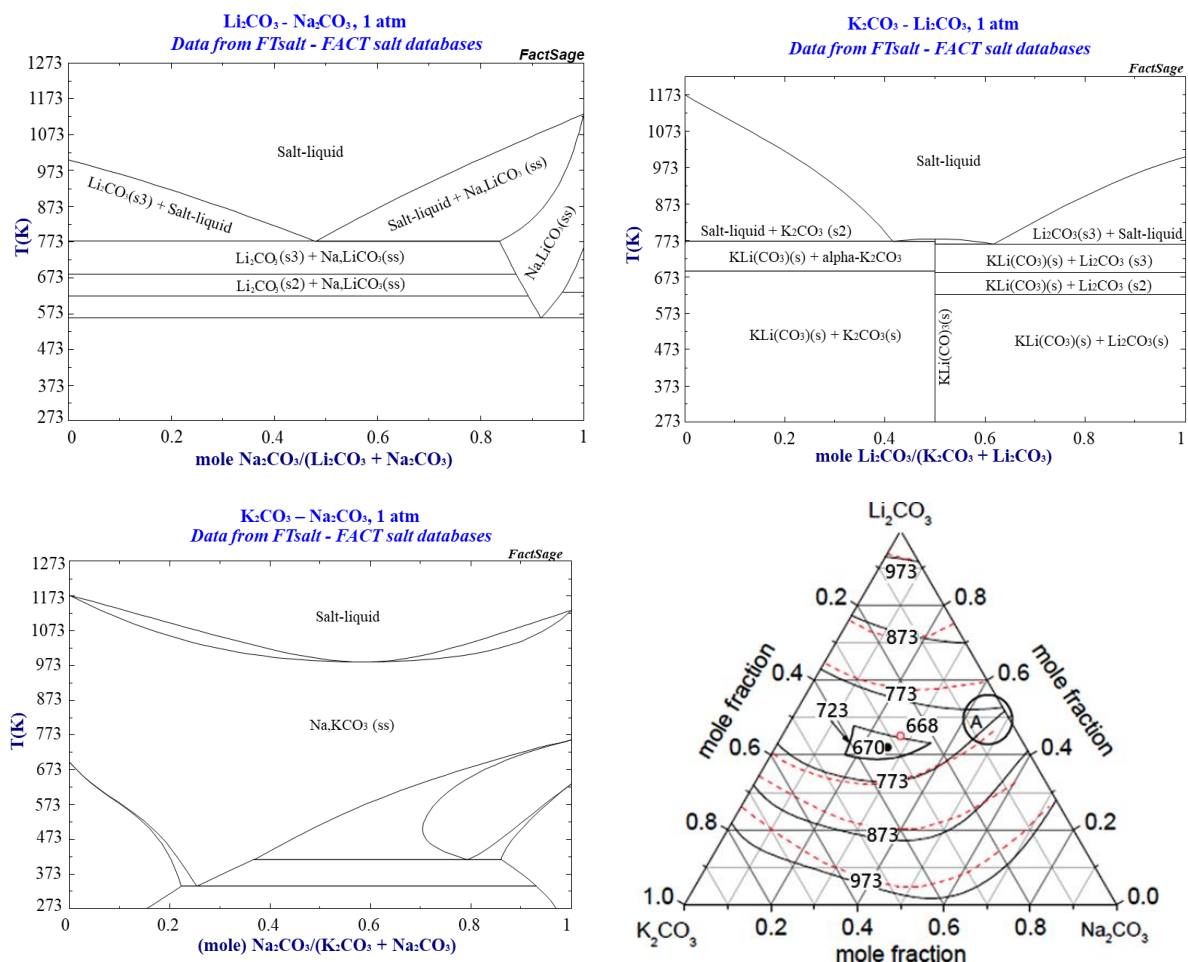 Li₂CO₃ - Na₂CO₃, 1 atm
Data from FTsalt - FACT salt databases
FactSage
1273
1173
1073
973
873
773
673
573
473
373
273
T(K)
Salt-liquid
Li₂CO₃(s3) + Salt-liquid
Salt-liquid + Na,LiCO₃ (ss)
Na,LiCO₃(ss)
Li₂CO₃(s3) + Na,LiCO₃(ss)
Li₂CO₃(s2) + Na,LiCO₃(ss)
0
0.2
0.4
0.6
0.8
1
mole Na₂CO₃/(Li₂CO₃ + Na₂CO₃)
K₂CO₃ - Li₂CO₃, 1 atm
Data from FTsalt - FACT salt databases
FactSage
1173
1073
973
873
773
673
573
473
373
273
T(K)
Salt-liquid
Salt-liquid + K₂CO₃ (s2)
Li₂CO₃(s3) + Salt-liquid
KLi(CO₃)(s) + alpha-K₂CO₃
KLi(CO₃)(s) + Li₂CO₃ (s3)
KLi(CO₃)(s) + Li₂CO₃ (s2)
KLi(CO₃)(s) + K₂CO₃(s)
KLi(CO)₃(s)
KLi(CO₃)(s) + Li₂CO₃(s)
0
0.2
0.4
0.6
0.8
1
mole Li₂CO₃/(K₂CO₃ + Li₂CO₃)
K₂CO₃ – Na₂CO₃, 1 atm
Data from FTsalt - FACT salt databases
FactSage
1273
1173
1073
973
873
773
673
573
473
373
273
T(K)
Salt-liquid
Na,KCO₃ (ss)
0
0.2
0.4
0.6
0.8
1
(mole) Na₂CO₃/(K₂CO₃ + Na₂CO₃)
Li₂CO₃
973
0.2
0.8
873
0.4
0.6
mole fraction
mole fraction
773
723
668
A
670
0.6
0.4
773
0.8
0.2
873
973
1.0
0.0
K₂CO₃
0.2
0.4
0.6
0.8
Na₂CO₃
mole fraction